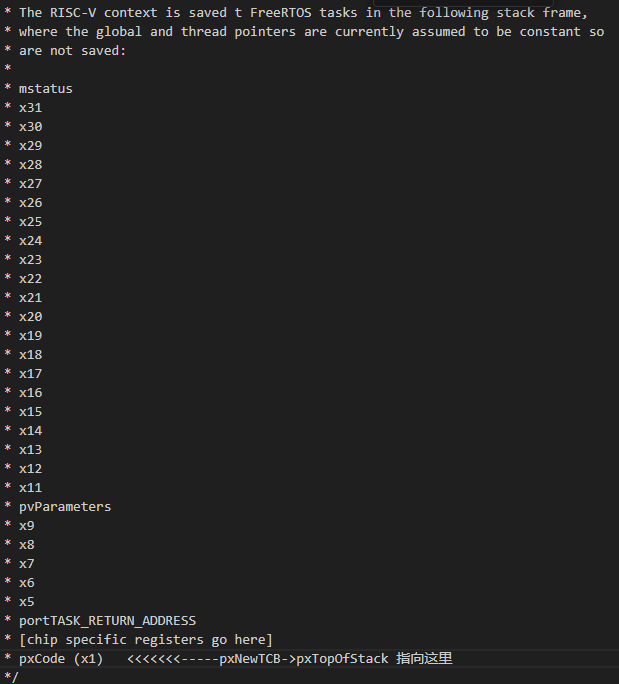 * The RISC-V context is saved t FreeRTOS tasks in the following stack frame,
* where the global and thread pointers are currently assumed to be constant so
* are not saved:
*
* mstatus
* x31
* x30
* x29
* x28
* x27
* x26
* x25
* x24
* x23
* x22
* x21
* x20
* x19
* x18
* x17
* x16
* x15
* x14
* x13
* x12
* x11
* pvParameters
* x9
* x8
* x7
* x6
* x5
* portTASK_RETURN_ADDRESS
* [chip specific registers go here]
* pxCode (x1)   <<<<<<<-----pxNewTCB->pxTopOfStack 指向这里
*/